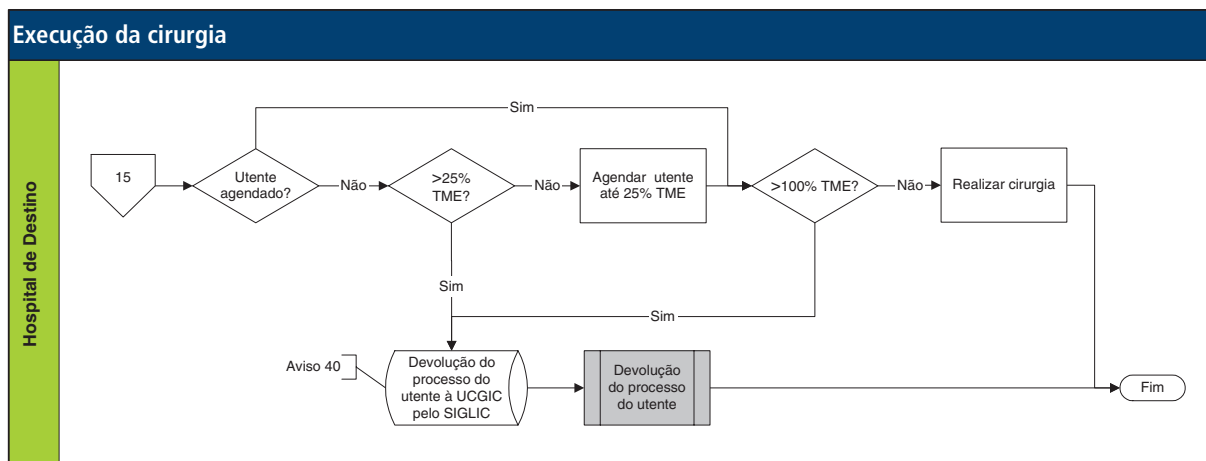 Execução da cirurgia
Hospital de Destino
Sim
15
Utente
agendado?
Não
>25%
TME?
Não
Agendar utente
até 25% TME
>100% TME?
Não
Realizar cirurgia
Sim
Sim
Aviso 40
Devolução do
processo do
utente à UCGIC
pelo SIGLIC
Devolução
do processo
do utente
Fim